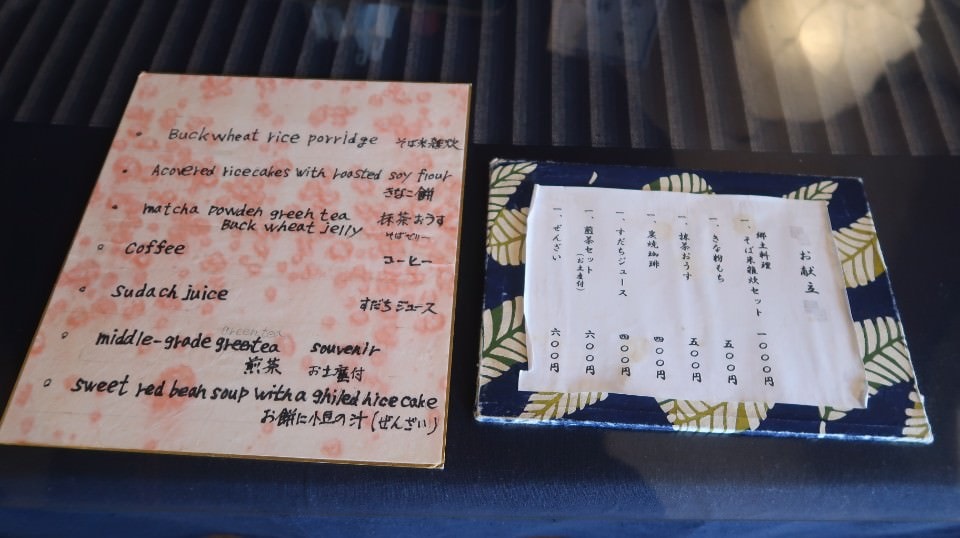 Buckwheat rice porridge そば米雑炊
A covered ricecakes with roasted soy flour
きなこ餅
matcha powden green tea 抹茶おうす
Buck wheat jelly そばゼリー
coffee コーヒー
sudach juice すだちジュース
green tea
middle-grade greentea souvenir
煎茶 お土産付
sweet red bean soup with a ghiled hice cake
お餅に小豆の汁(ぜんざい)
お献立
一、郷土料理
そば米雑炊セット 一〇〇〇円
一、きな粉もち 五〇〇円
一、抹茶おうす 五〇〇円
一、炭焼珈琲 四〇〇円
一、すだちジュース 四〇〇円
一、煎茶セット(お土産付) 六〇〇円
一、ぜんざい 六〇〇円